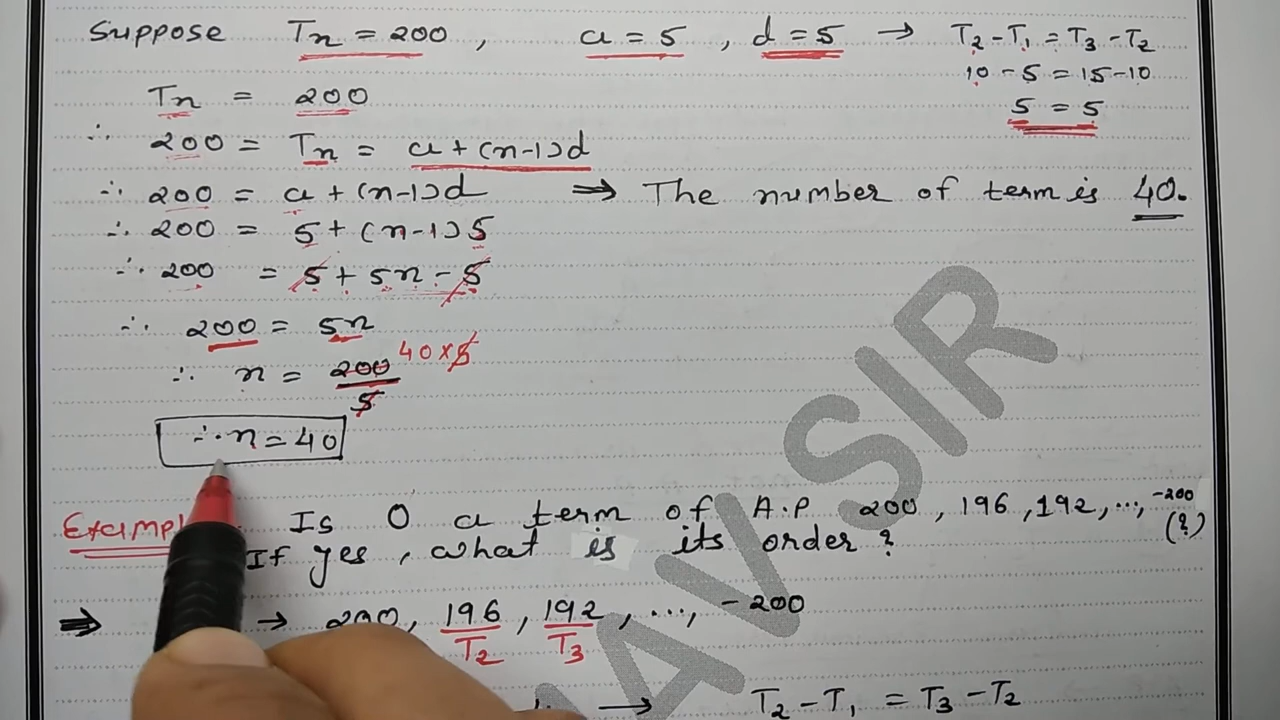 Suppose Tn = 200 , a = 5 , d = 5 → T2 - T1 = T3 - T2
10 - 5 = 15 - 10
5 = 5
Tn = 200
∴ 200 = Tn = a + (n-1)d
∴ 200 = a + (n-1)d ⇒ The number of term is 40.
∴ 200 = 5 + (n-1)5
∴ 200 = 5 + 5n - 5
∴ 200 = 5n
∴ n = 200/5 40×5
∴ n = 40
Is 0 a term of A.P 200 , 196 , 192 , ..., -200 (?)
If yes , what is its order ?
⇒ → 200, 196 , 192 , ..., -200
T2 T3
→ T2 - T1 = T3 - T2
AV SIR